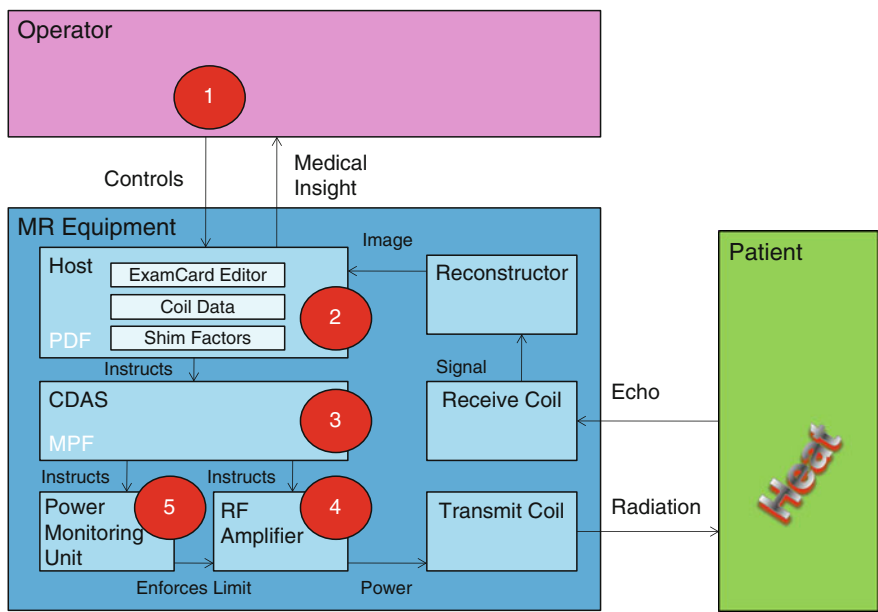 Operator
1
Controls
Medical
Insight
MR Equipment
Host
ExamCard Editor
Coil Data
Shim Factors
PDF
2
Image
Reconstructor
Patient
Instructs
Signal
CDAS
MPF
3
Receive Coil
Echo
Heat
Instructs
Instructs
Power
Monitoring
Unit
5
RF
Amplifier
4
Transmit Coil
Radiation
Enforces Limit
Power